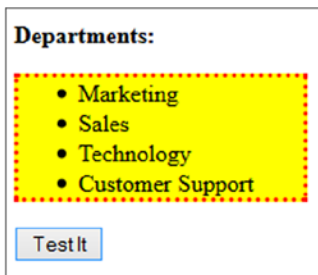 Departments:
Marketing
Sales
Technology
Customer Support
Test It